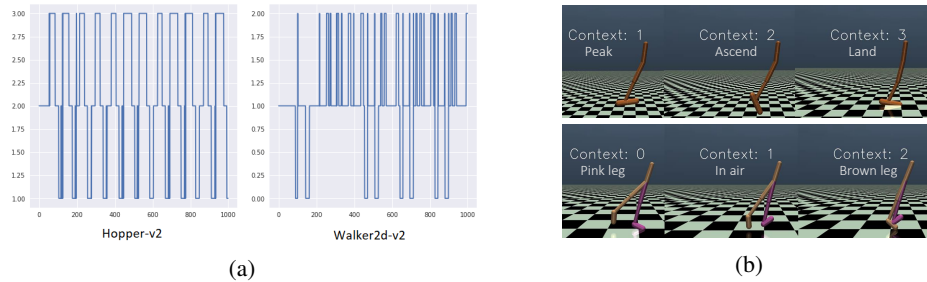 3.00
2.75
2.50
2.25
2.00
1.75
1.50
1.25
1.00
0 200 400 600 800 1000
Hopper-v2
2.00
1.75
1.50
1.25
1.00
0.75
0.50
0.25
0.00
0 200 400 600 800 1000
Walker2d-v2
(a)
Context: 1
Peak
Context: 2
Ascend
Context: 3
Land
Context: 0
Pink leg
Context: 1
In air
Context: 2
Brown leg
(b)